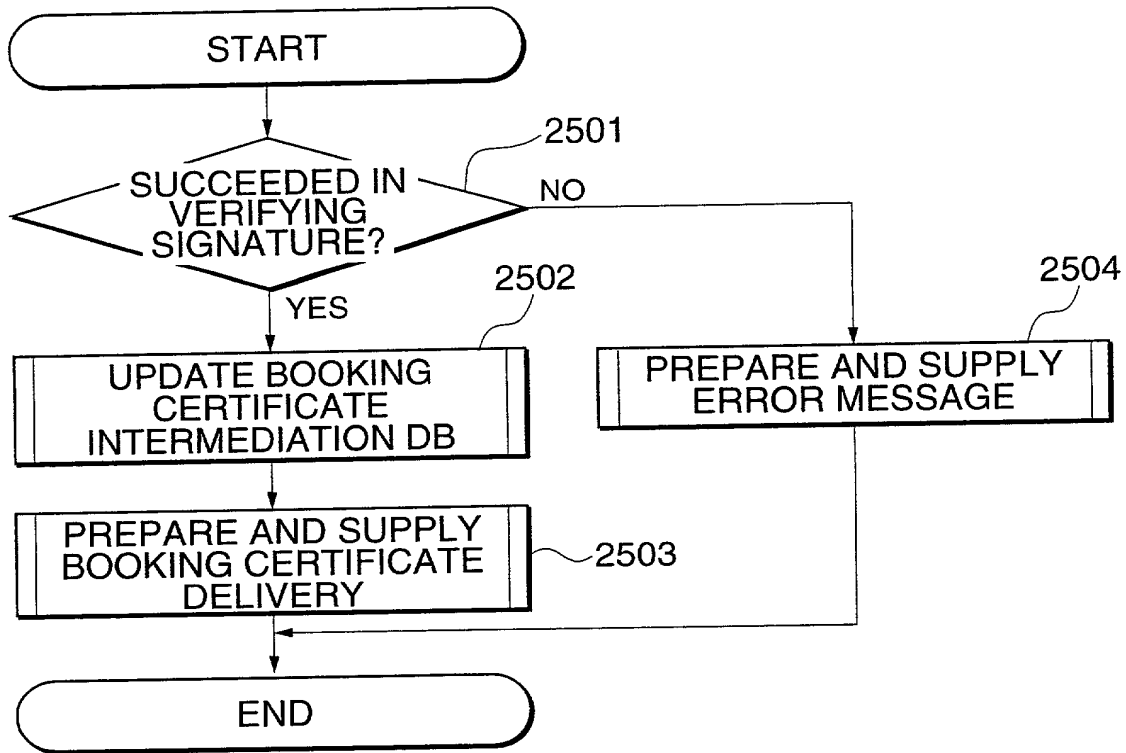 START
2501
SUCCEEDED IN
VERIFYING
SIGNATURE?
NO
YES
2502
UPDATE BOOKING
CERTIFICATE
INTERMEDIATION DB
2504
PREPARE AND SUPPLY
ERROR MESSAGE
PREPARE AND SUPPLY
BOOKING CERTIFICATE
DELIVERY
2503
END